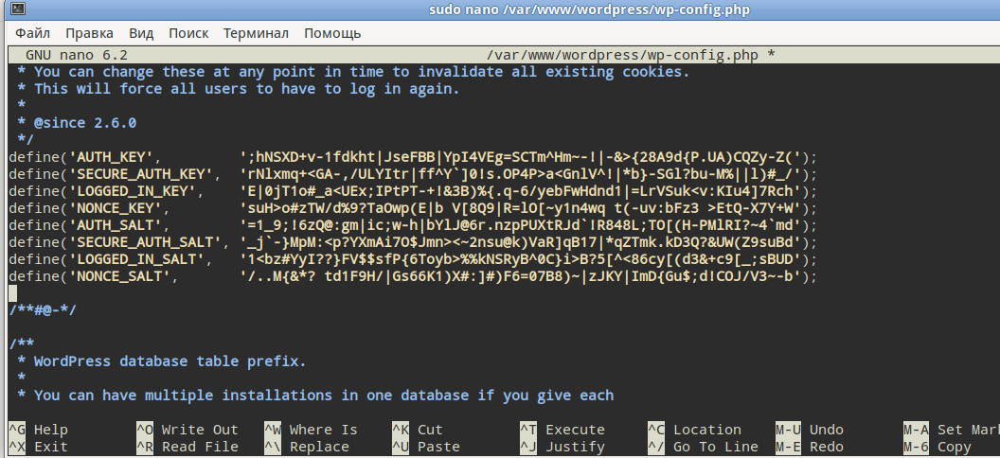 sudo nano /var/www/wordpress/wp-config.php
Файл Правка Вид Поиск Терминал Помощь
GNU nano 6.2 /var/www/wordpress/wp-config.php *
* You can change these at any point in time to invalidate all existing cookies.
* This will force all users to have to log in again.
*
* @since 2.6.0
*/
define('AUTH_KEY', ';hNSXD+v-1fdkht|JseFBB|YpI4VEg=SCTm^Hm~-!|-&>{28A9d{P.UA)CQZy-Z(');
define('SECURE_AUTH_KEY', 'rNlxmq+<GA-,/ULYItr|ff^Y`]0!s.OP4P>a<GnlV^!|*b}-SGl?bu-M%||l)#_/');
define('LOGGED_IN_KEY', 'E|0jT1o#_a<UEx;IPtPT-+!&3B)%{.q-6/yebFwHdnd1|=LrVSuk<v:KIu4]7Rch');
define('NONCE_KEY', 'suH>o#zTW/d%9?TaOwp(E|b V[8Q9|R=lO[~y1n4wq t(-uv:bFz3 >EtQ-X7Y+W');
define('AUTH_SALT', '=1_9;!6zQ@:gm|ic;w-h|bYlJ@6r.nzpPUXtRJd`!R848L;TO[(H-PMlRI?~4`md');
define('SECURE_AUTH_SALT', '_j`-}MpM:<p?YXmAi7O$Jmn><~2nsu@k)VaR]qB17|*qZTmk.kD3Q?&UW(Z9suBd');
define('LOGGED_IN_SALT', '1<bz#YyI??}FV$$sfP{6Toyb>%%kNSRyB^0C}i>B?5[^<86cy[(d3&+c9[_;sBUD');
define('NONCE_SALT', '/..M{&*? td1F9H/|Gs66K1)X#:]#)F6=07B8)~|zJKY|ImD{Gu$;d!COJ/V3~-b');
/**#@-*/
/**
* WordPress database table prefix.
*
* You can have multiple installations in one database if you give each
^G Help ^O Write Out ^W Where Is ^K Cut ^T Execute ^C Location M-U Undo M-A Set Mar
^X Exit ^R Read File ^\ Replace ^U Paste ^J Justify ^/ Go To Line M-E Redo M-6 Copy